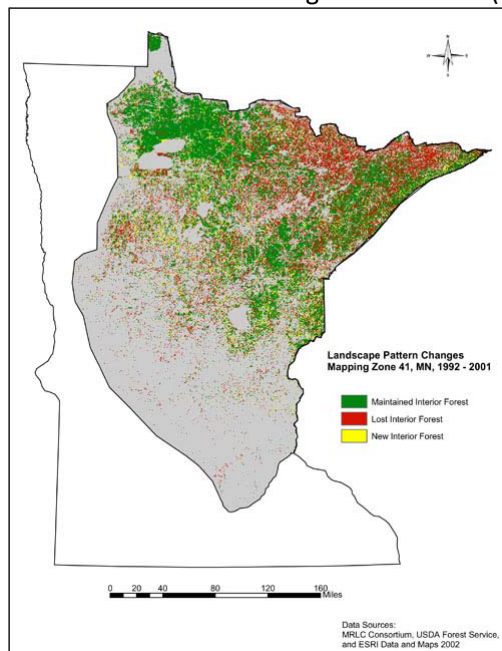 N
W E
S
Landscape Pattern Changes
Mapping Zone 41, MN, 1992 - 2001
Maintained Interior Forest
Lost Interior Forest
New Interior Forest
0 20 40 80 120 160
Miles
Data Sources:
MRLC Consortium, USDA Forest Service,
and ESRI Data and Maps 2002